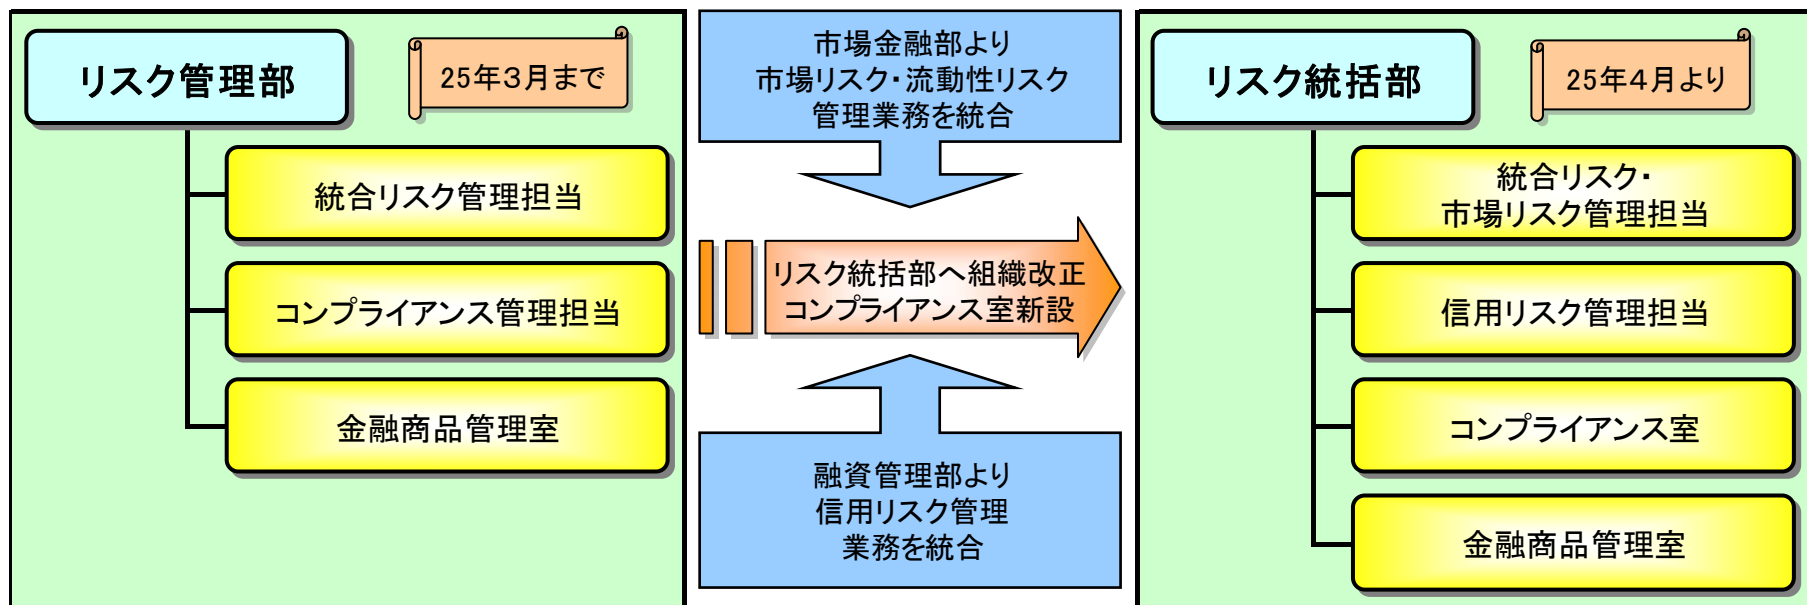 リスク管理部
25年3月まで
統合リスク管理担当
コンプライアンス管理担当
金融商品管理室
市場金融部より
市場リスク・流動性リスク
管理業務を統合
リスク統括部へ組織改正
コンプライアンス室新設
融資管理部より
信用リスク管理
業務を統合
リスク統括部
25年4月より
統合リスク・
市場リスク管理担当
信用リスク管理担当
コンプライアンス室
金融商品管理室